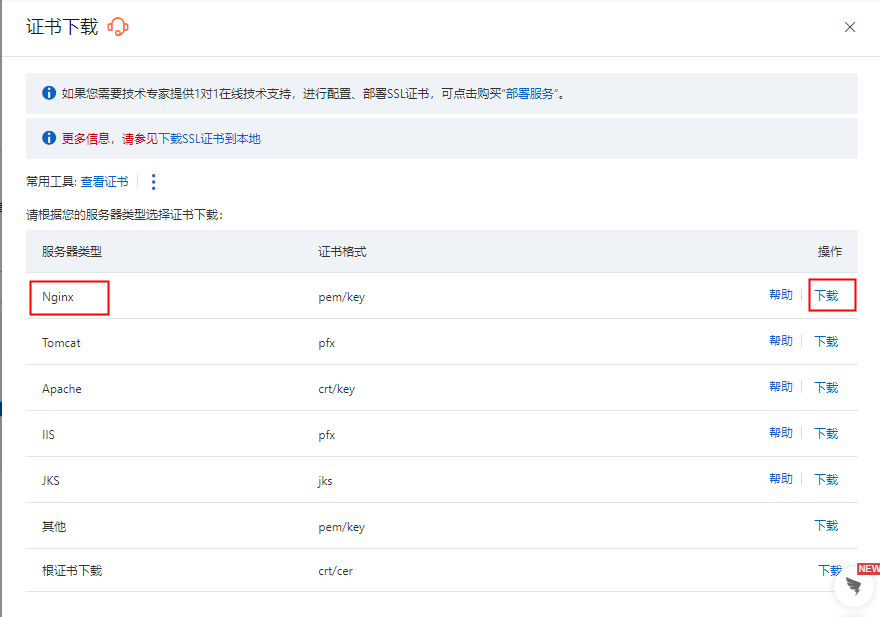 证书下载
如果您需要技术专家提供1对1在线技术支持，进行配置、部署SSL证书，可点击购买“部署服务”。
更多信息，请参见下载SSL证书到本地
常用工具: 查看证书
请根据您的服务器类型选择证书下载：
服务器类型 证书格式 操作
Nginx pem/key 帮助 下载
Tomcat pfx 帮助 下载
Apache crt/key 帮助 下载
IIS pfx 帮助 下载
JKS jks 帮助 下载
其他 pem/key 下载
根证书下载 crt/cer 下载
NEW